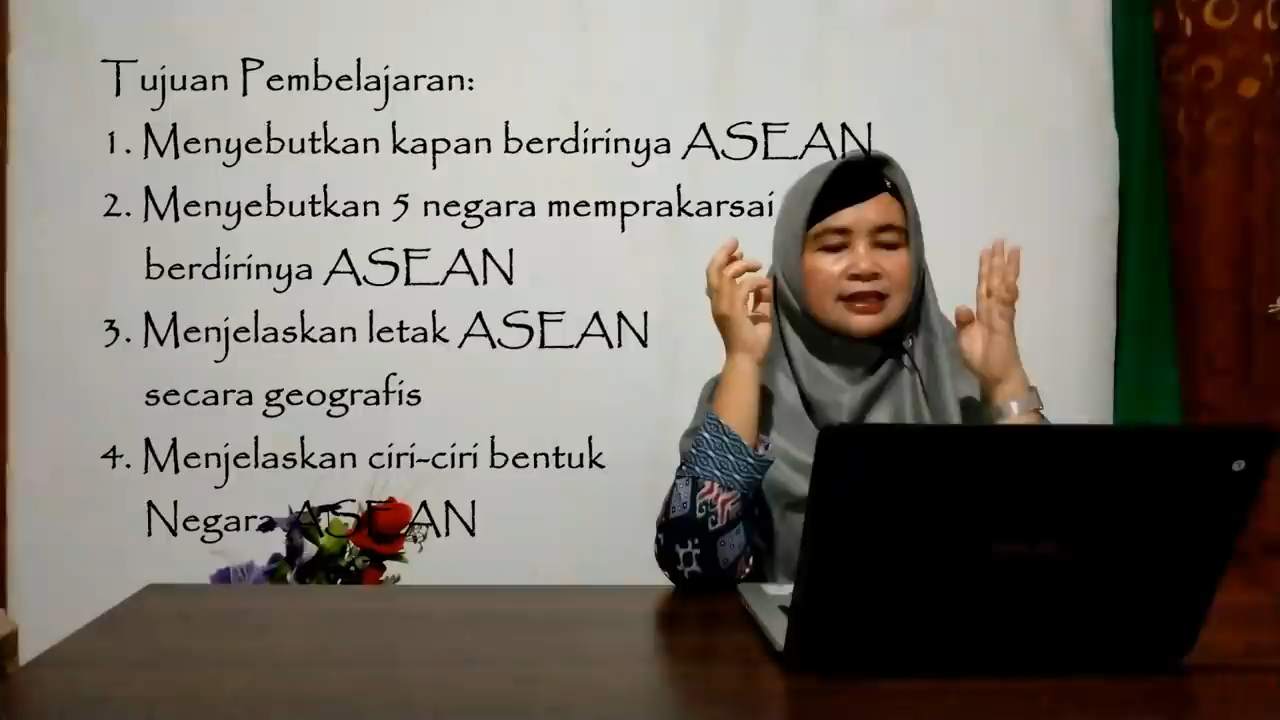 Tujuan Pembelajaran:
1. Menyebutkan kapan berdirinya ASEAN
2. Menyebutkan 5 negara memprakarsai
berdirinya ASEAN
3. Menjelaskan letak ASEAN
secara geografis
4. Menjelaskan ciri-ciri bentuk
Negara ASEAN